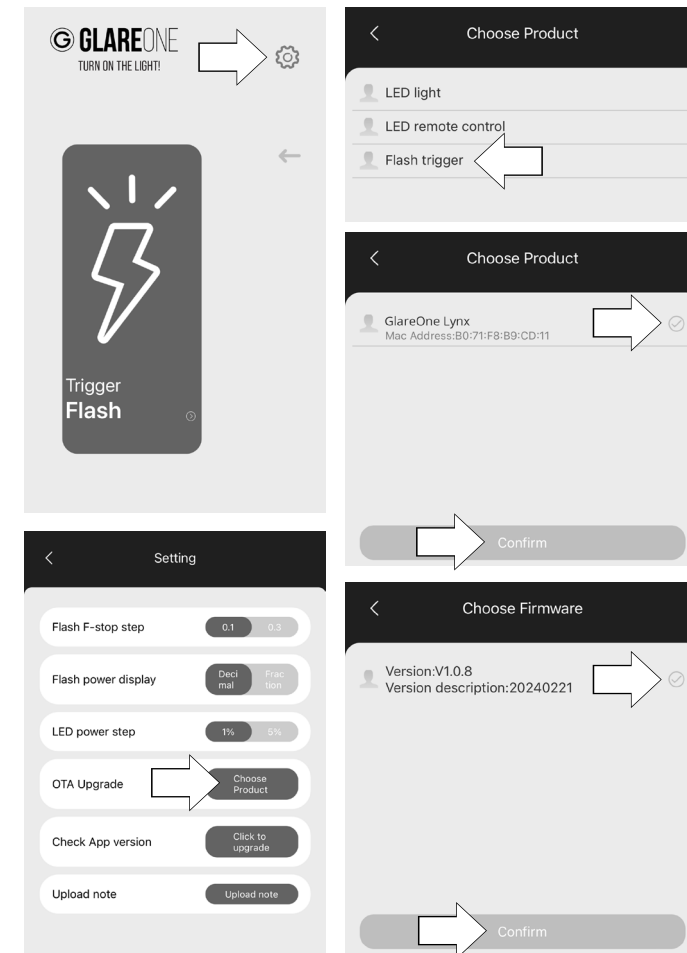 G GLAREONE
TURN ON THE LIGHT!
Trigger
Flash
Setting
Flash F-stop step
0.1
0.3
Flash power display
Deci
mal
Frac
tion
LED power step
1%
5%
OTA Upgrade
Choose
Product
Check App version
Click to
upgrade
Upload note
Upload note
Choose Product
LED light
LED remote control
Flash trigger
Choose Product
GlareOne Lynx
Mac Address:B0:71:F8:B9:CD:11
Confirm
Choose Firmware
Version:V1.0.8
Version description:20240221
Confirm